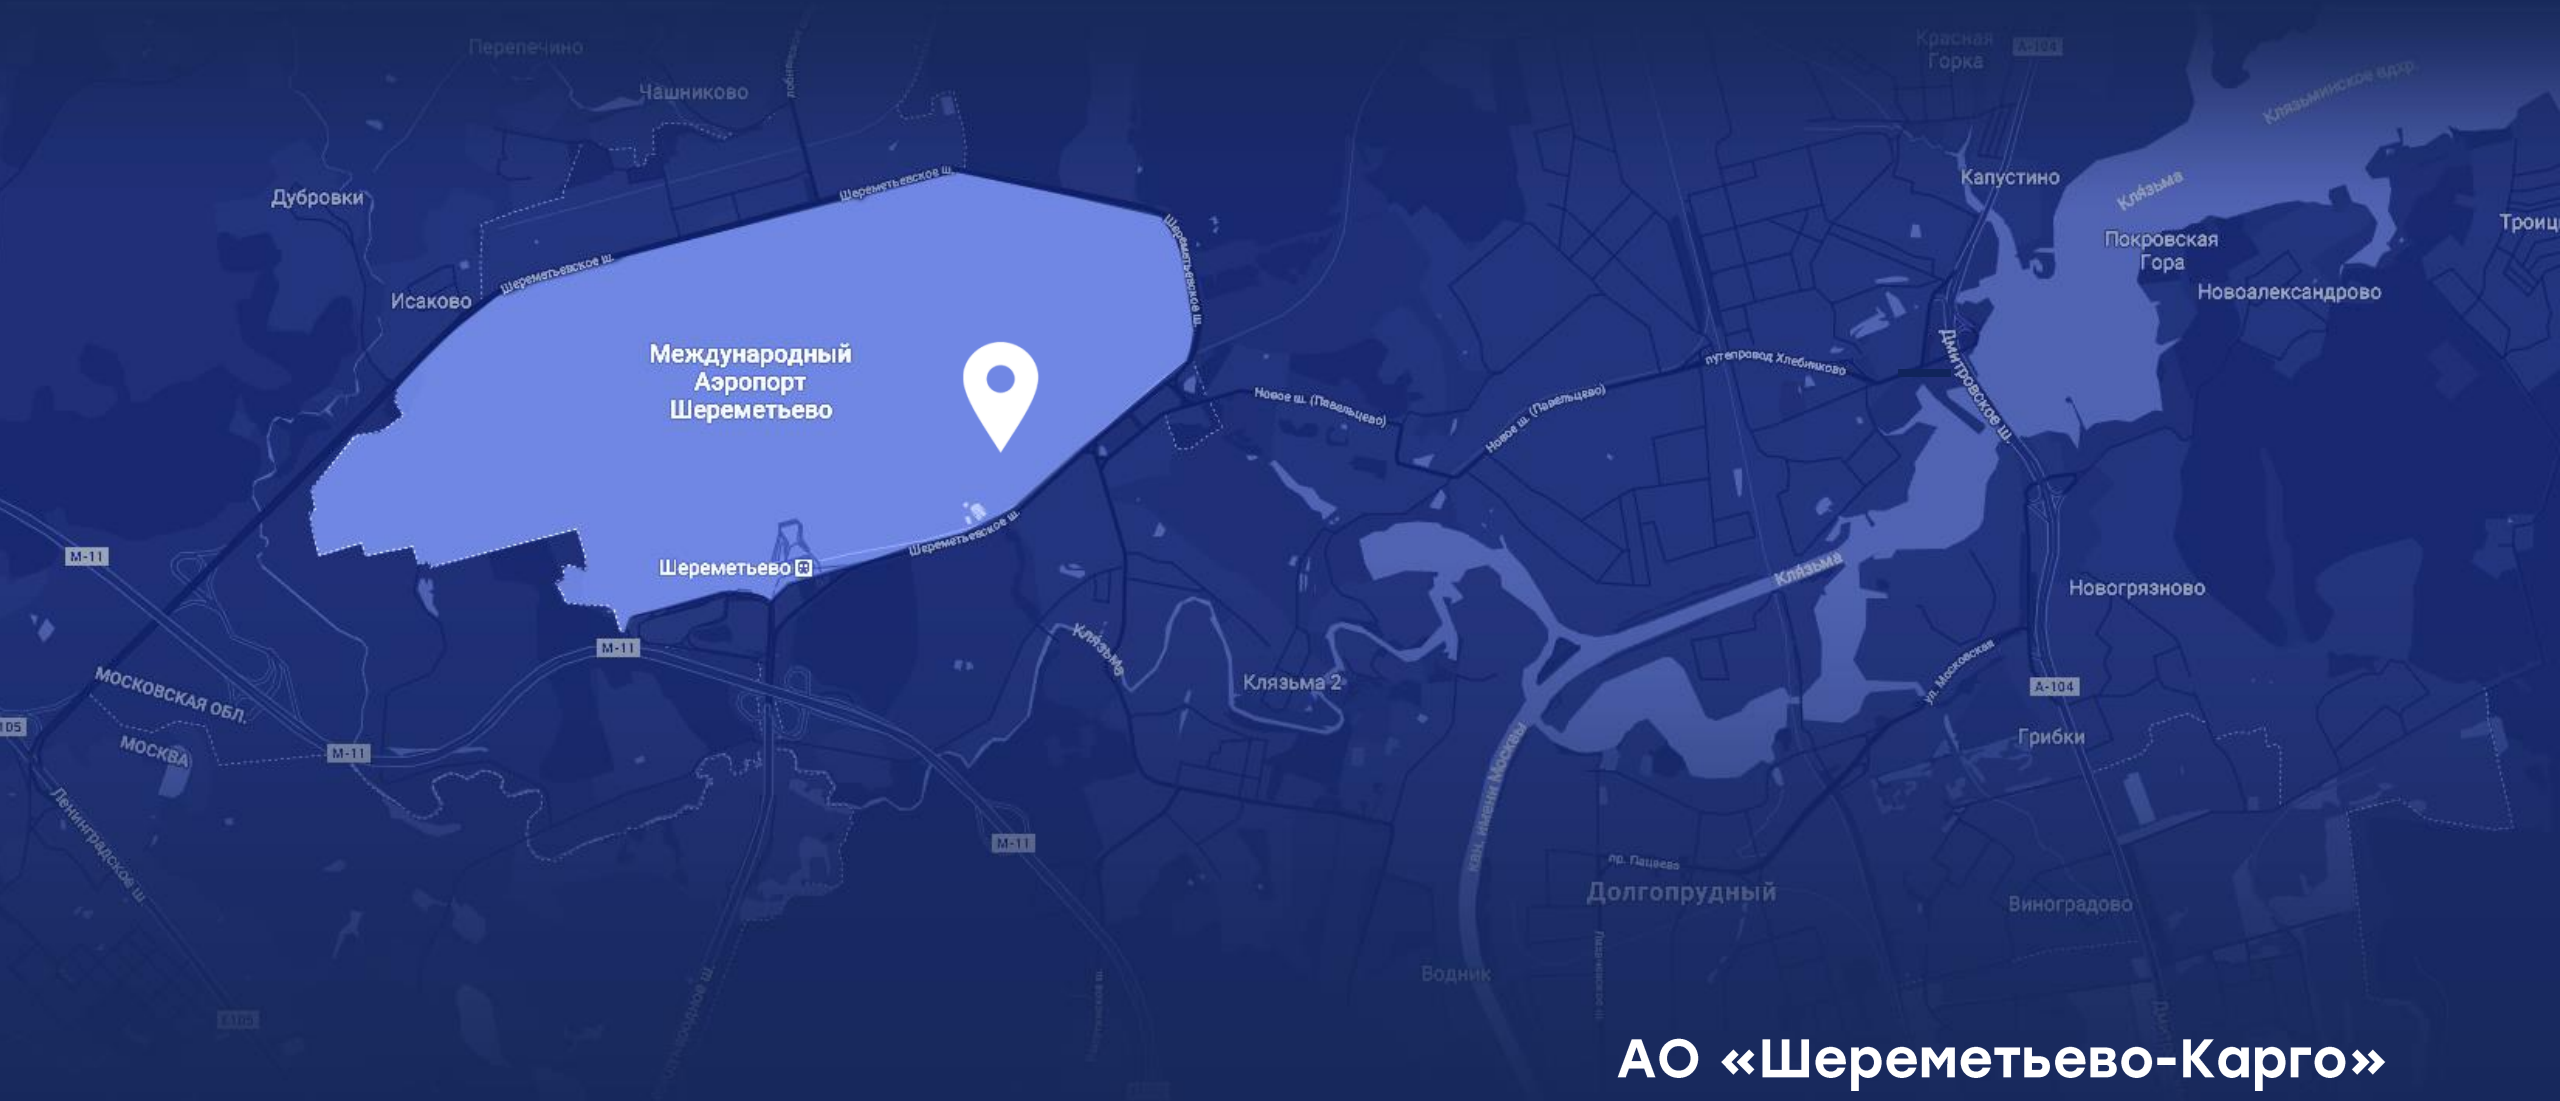 Перепечино
Чашниково
Красная
Горка
А-104
Клязьминское вдхр.
Дубровки
Шереметьевское ш.
Капустино
Клязьма
Троиц
Покровская
Гора
Новоалександрово
Исаково
Шереметьевское ш.
Шереметьевское ш.
Международный
Аэропорт
Шереметьево
путепровод Хлебниково
Дмитровское ш.
Новое ш. (Павельцево)
Новое ш. (Павельцево)
Шереметьевское ш.
М-11
Шереметьево
Клязьма
Новогрязново
М-11
Клязьма
ул. Московская
МОСКОВСКАЯ ОБЛ.
Клязьма 2
А-104
105
МОСКВА
М-11
Грибки
кан. имени Москвы
Ленинградское ш.
М-11
пр. Пацаева
Долгопрудный
Виноградово
Водник
А105
АО «Шереметьево-Карго»